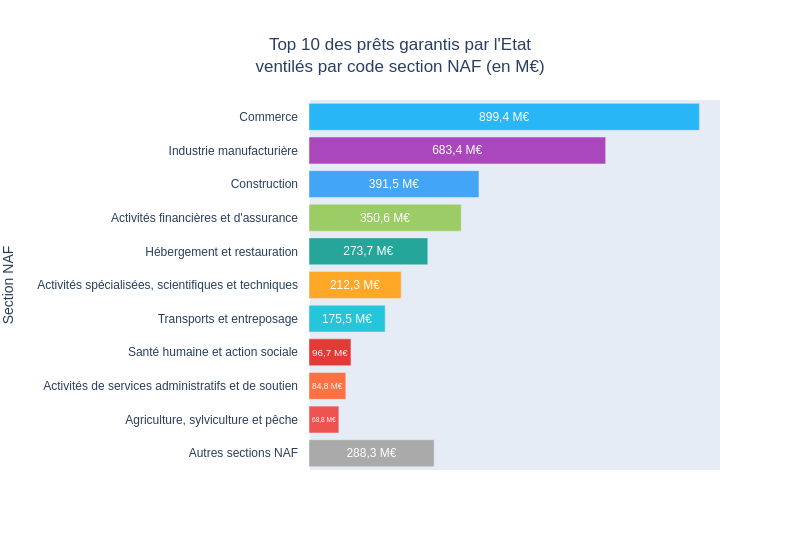 Top 10 des prêts garantis par l'Etat
ventilés par code section NAF (en M€)
Section NAF
Commerce 899,4 M€
Industrie manufacturière 683,4 M€
Construction 391,5 M€
Activités financières et d'assurance 350,6 M€
Hébergement et restauration 273,7 M€
Activités spécialisées, scientifiques et techniques 212,3 M€
Transports et entreposage 175,5 M€
Santé humaine et action sociale 96,7 M€
Activités de services administratifs et de soutien 84,8 M€
Agriculture, sylviculture et pêche 68,8 M€
Autres sections NAF 288,3 M€